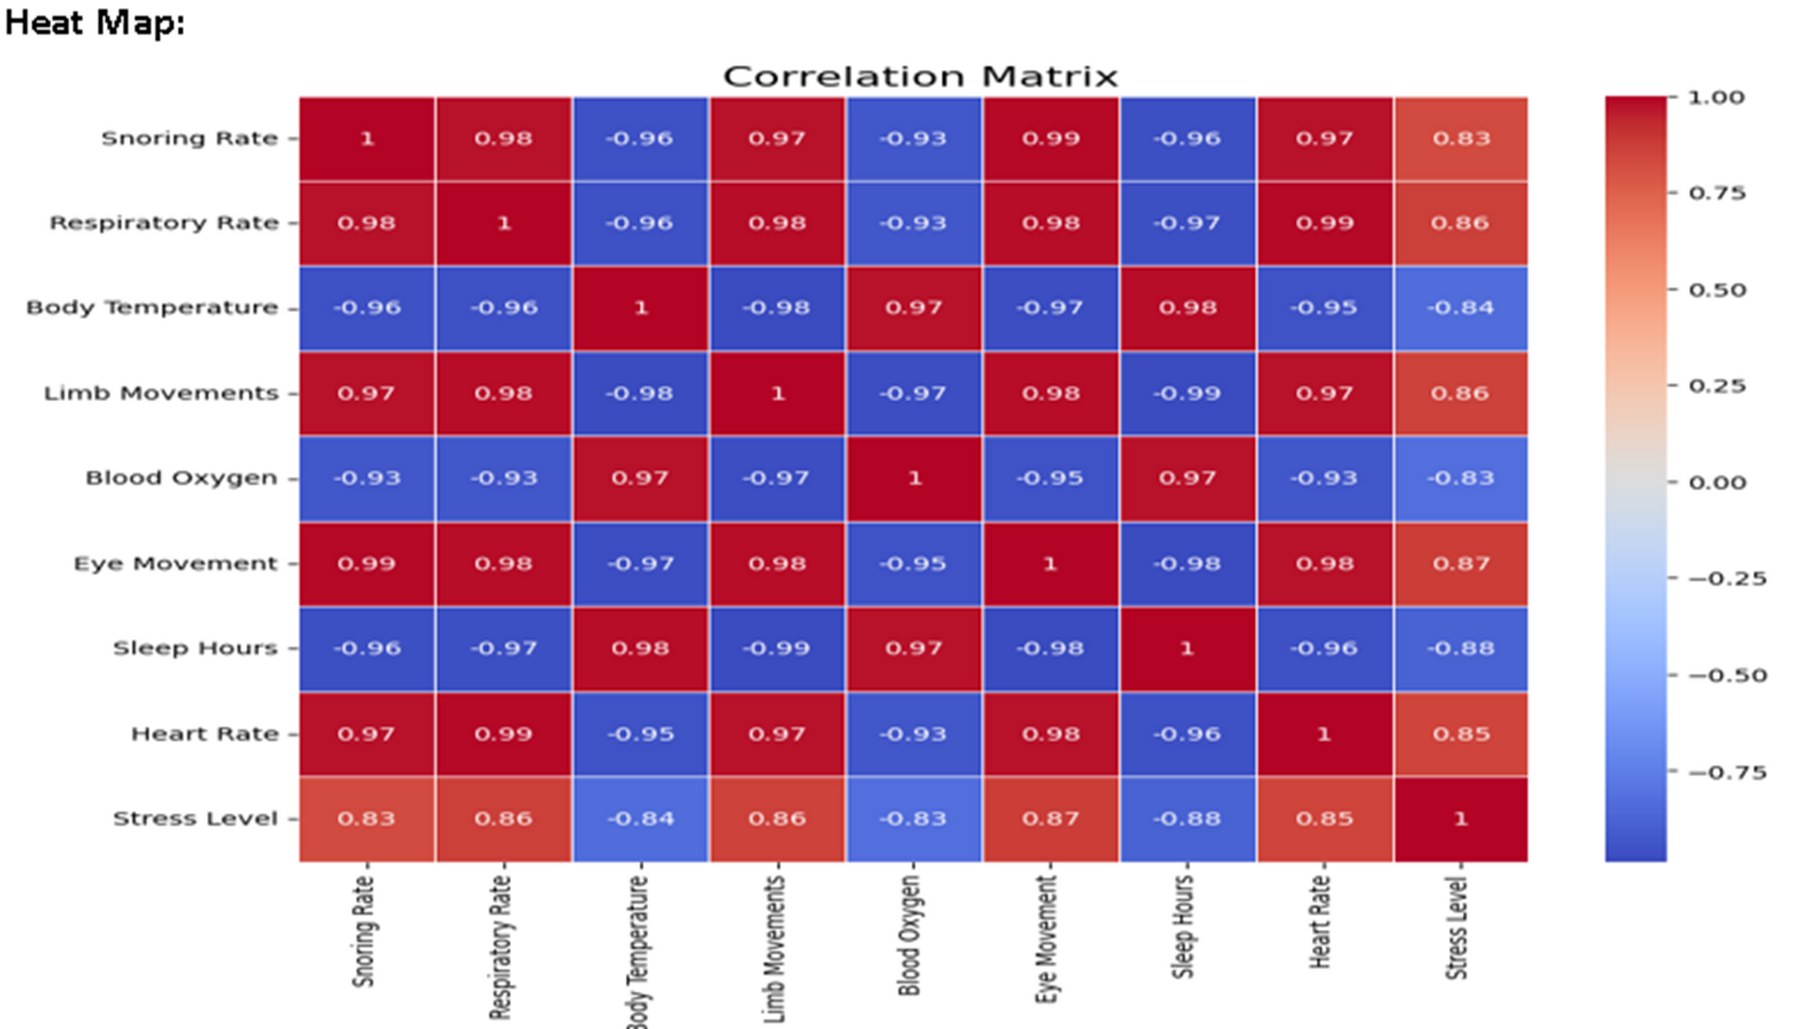 Heat Map:
Correlation Matrix
Snoring Rate 1 0.98 -0.96 0.97 -0.93 0.99 -0.96 0.97 0.83
Respiratory Rate 0.98 1 -0.96 0.98 -0.93 0.98 -0.97 0.99 0.86
Body Temperature -0.96 -0.96 1 -0.98 0.97 -0.97 0.98 -0.95 -0.84
Limb Movements 0.97 0.98 -0.98 1 -0.97 0.98 -0.99 0.97 0.86
Blood Oxygen -0.93 -0.93 0.97 -0.97 1 -0.95 0.97 -0.93 -0.83
Eye Movement 0.99 0.98 -0.97 0.98 -0.95 1 -0.98 0.98 0.87
Sleep Hours -0.96 -0.97 0.98 -0.99 0.97 -0.98 1 -0.96 -0.88
Heart Rate 0.97 0.99 -0.95 0.97 -0.93 0.98 -0.96 1 0.85
Stress Level 0.83 0.86 -0.84 0.86 -0.83 0.87 -0.88 0.85 1
Snoring Rate
Respiratory Rate
Body Temperature
Limb Movements
Blood Oxygen
Eye Movement
Sleep Hours
Heart Rate
Stress Level
1.00
0.75
0.50
0.25
0.00
−0.25
−0.50
−0.75